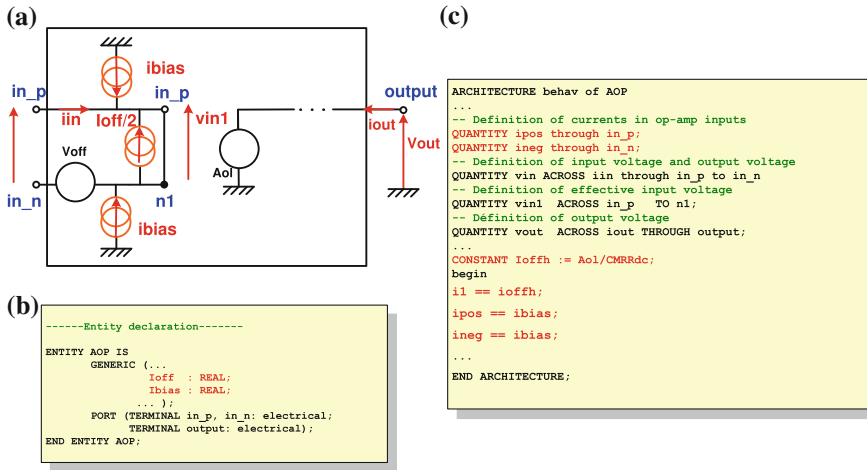 (a)
ibias
in_p
in_p
output
iin
Ioff/2
vin1
iout
Voff
Aol
Vout
in_n
n1
ibias
(b)
------Entity declaration-------
ENTITY AOP IS
GENERIC (...
Ioff : REAL;
Ibias : REAL;
... );
PORT (TERMINAL in_p, in_n: electrical;
TERMINAL output: electrical);
END ENTITY AOP;
(c)
ARCHITECTURE behav of AOP
...
-- Definition of currents in op-amp inputs
QUANTITY ipos through in_p;
QUANTITY ineg through in_n;
-- Definition of input voltage and output voltage
QUANTITY vin ACROSS iin through in_p to in_n
-- Definition of effective input voltage
QUANTITY vin1 ACROSS in_p TO n1;
-- Définition of output voltage
QUANTITY vout ACROSS iout THROUGH output;
...
CONSTANT Ioffh := Aol/CMRRdc;
begin
i1 == ioffh;
ipos == ibias;
ineg == ibias;
...
END ARCHITECTURE;